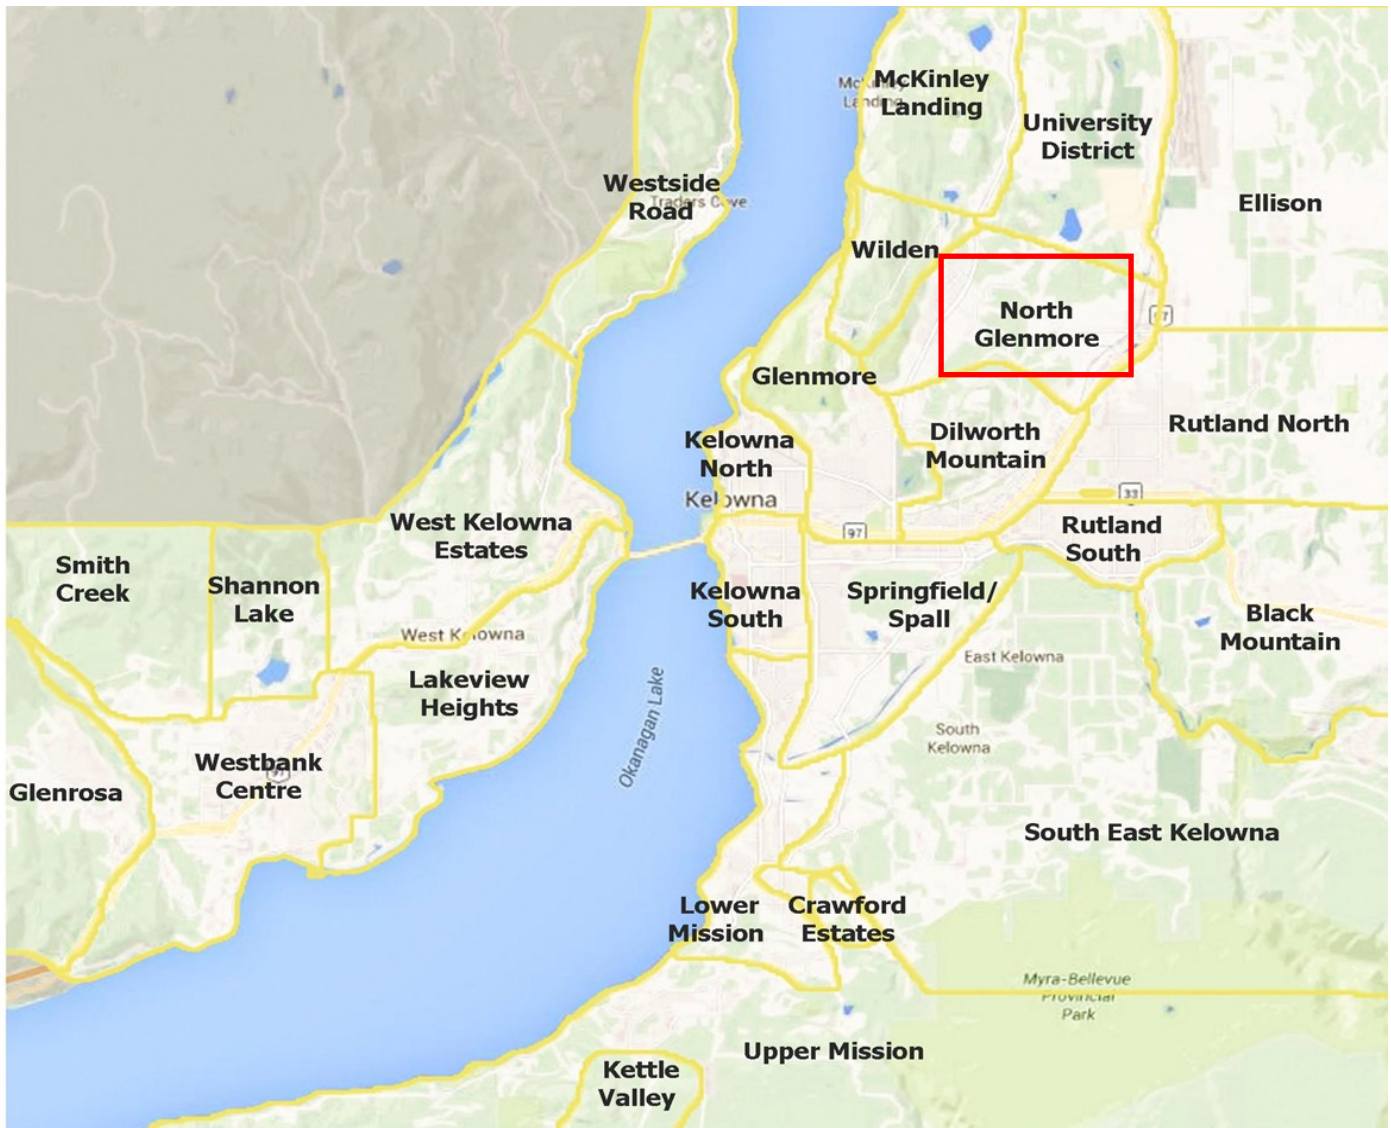 McKinley
Landing
McKinley
Landing
University
District
Westside
Road
Traders Cove
Ellison
Wilden
North
Glenmore
97
Glenmore
Rutland North
Kelowna
North
Dilworth
Mountain
Kelowna
33
West Kelowna
Estates
97
Rutland
South
Smith
Creek
Shannon
Lake
Kelowna
South
Springfield/
Spall
Black
Mountain
West Kelowna
East Kelowna
Lakeview
Heights
Okanagan Lake
South
Kelowna
Westbank
Centre
97
Glenrosa
South East Kelowna
Lower
Mission
Crawford
Estates
Myra-Bellevue
Provincial
Park
Upper Mission
Kettle
Valley